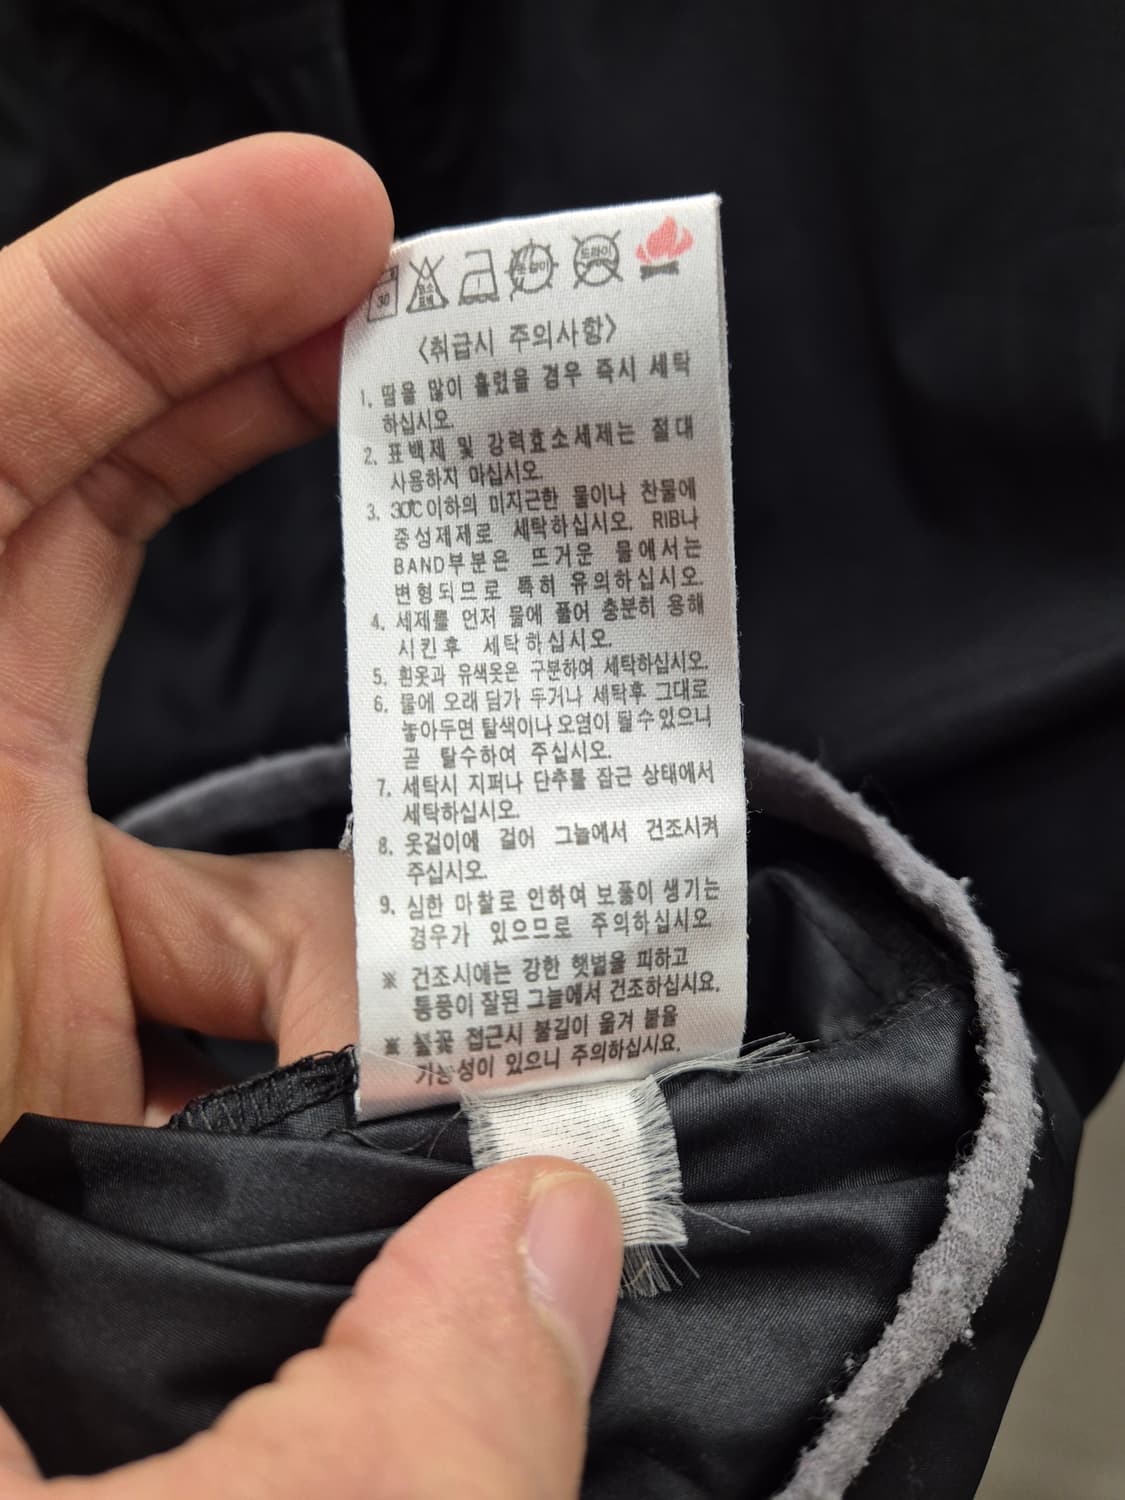 30
염소
표백
드라이
<취급시 주의사항>
1. 땀을 많이 흘렸을 경우 즉시 세탁
하십시오.
2. 표백제 및 강력효소세제는 절대
사용하지 마십시오.
3. 30℃이하의 미지근한 물이나 찬물에
중성제제로 세탁하십시오. RIB나
BAND부분은 뜨거운 물에서는
변형되므로 특히 유의하십시오.
4. 세제를 먼저 물에 풀어 충분히 용해
시킨후 세탁하십시오.
5. 흰옷과 유색옷은 구분하여 세탁하십시오.
6. 물에 오래 담가 두거나 세탁후 그대로
놓아두면 탈색이나 오염이 될 수 있으니
곧 탈수하여 주십시오.
7. 세탁시 지퍼나 단추를 잠근 상태에서
세탁하십시오.
8. 옷걸이에 걸어 그늘에서 건조시켜
주십시오.
9. 심한 마찰로 인하여 보풀이 생기는
경우가 있으므로 주의하십시오.
※ 건조시에는 강한 햇볕을 피하고
통풍이 잘된 그늘에서 건조하십시요.
※ 불꽃 접근시 불길이 옮겨 붙을
가능성이 있으니 주의하십시요.